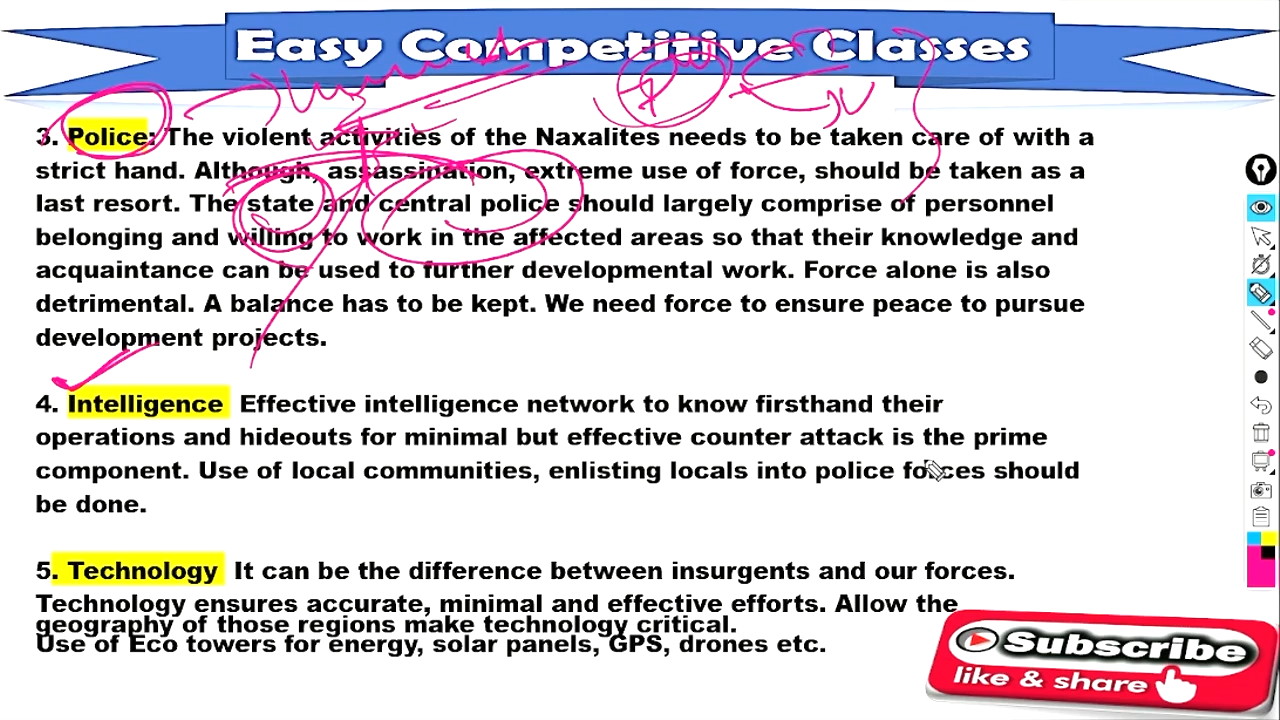 Easy Competitive Classes
3. Police: The violent activities of the Naxalites needs to be taken care of with a
strict hand. Although, assassination, extreme use of force, should be taken as a
last resort. The state and central police should largely comprise of personnel
belonging and willing to work in the affected areas so that their knowledge and
acquaintance can be used to further developmental work. Force alone is also
detrimental. A balance has to be kept. We need force to ensure peace to pursue
development projects.
4. Intelligence Effective intelligence network to know firsthand their
operations and hideouts for minimal but effective counter attack is the prime
component. Use of local communities, enlisting locals into police forces should
be done.
5. Technology It can be the difference between insurgents and our forces.
Technology ensures accurate, minimal and effective efforts. Allow the
geography of those regions make technology critical.
Use of Eco towers for energy, solar panels, GPS, drones etc.
Subscribe
like & share